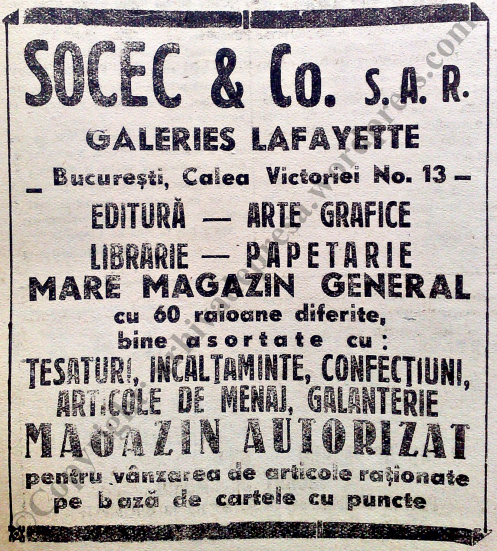 SOCEC & Co. S. A. R.
GALERIES LAFAYETTE
— București, Calea Victoriei No. 13 —
EDITURĂ — ARTE GRAFICE
LIBRARIE — PAPETARIE
MARE MAGAZIN GENERAL
cu 60 raioane diferite,
bine asortate cu:
ȚESATURI, INCALȚAMINTE, CONFECȚIUNI,
ARTICOLE DE MENAJ, GALANTERIE
MAGAZIN AUTORIZAT
pentru vânzarea de articole raționate
pe bază de cartele cu puncte